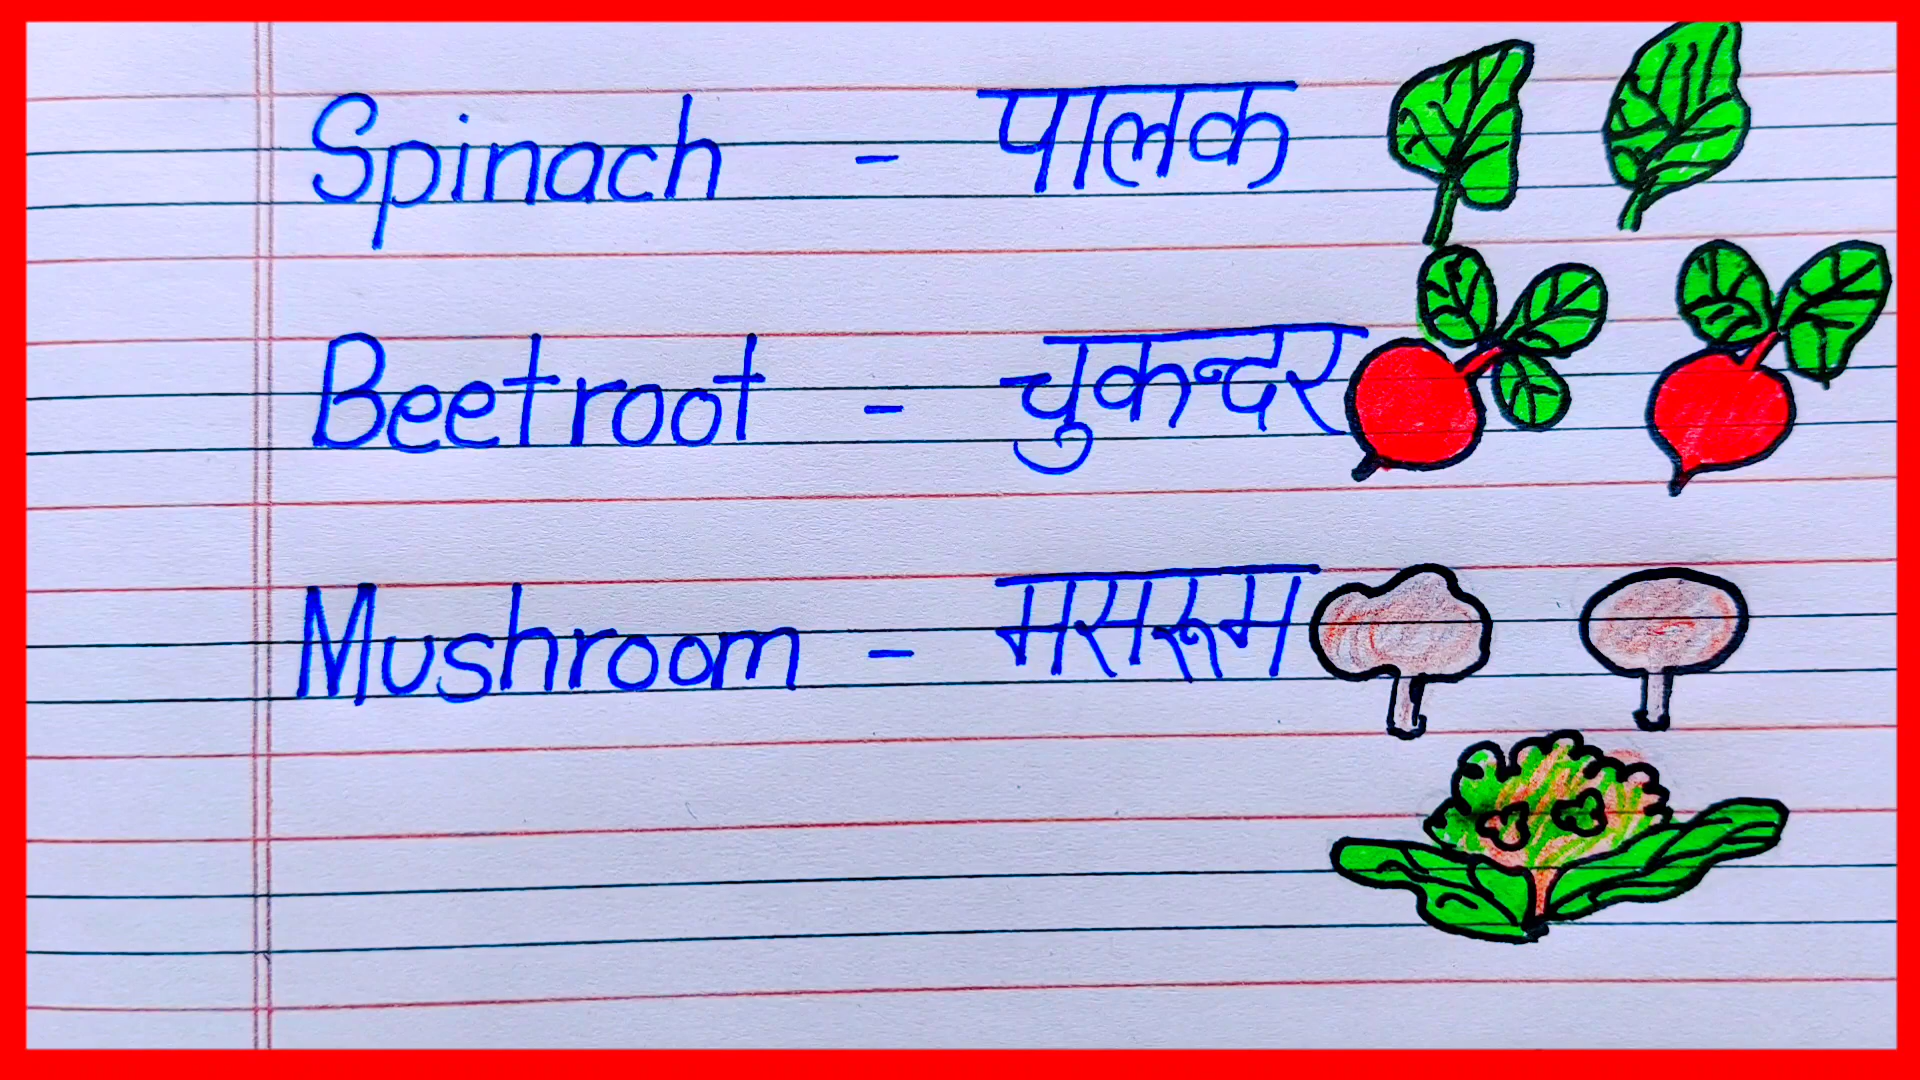 Spinach - पालक
Beetroot - चुकन्दर
Mushroom - मसरूम